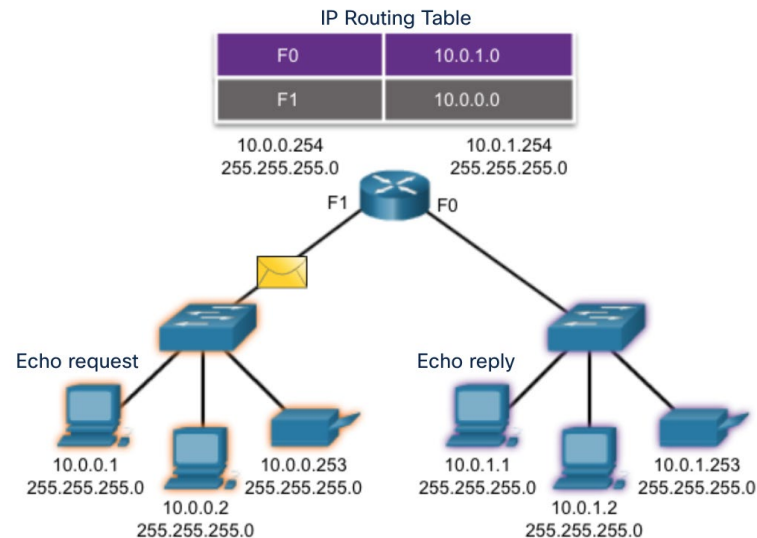 IP Routing Table
F0 10.0.1.0
F1 10.0.0.0
10.0.0.254
255.255.255.0
10.0.1.254
255.255.255.0
F1
F0
Echo request
Echo reply
10.0.0.1
255.255.255.0
10.0.0.2
255.255.255.0
10.0.0.253
255.255.255.0
10.0.1.1
255.255.255.0
10.0.1.2
255.255.255.0
10.0.1.253
255.255.255.0